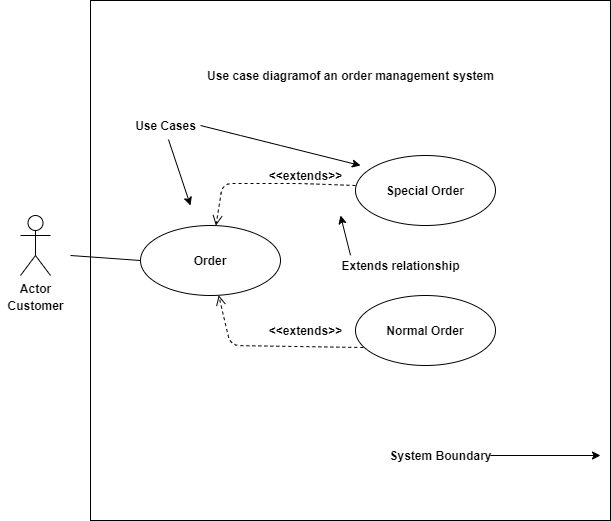 Use case diagramof an order management system
Use Cases
<<extends>>
Special Order
Order
Extends relationship
Actor
Customer
<<extends>>
Normal Order
System Boundary